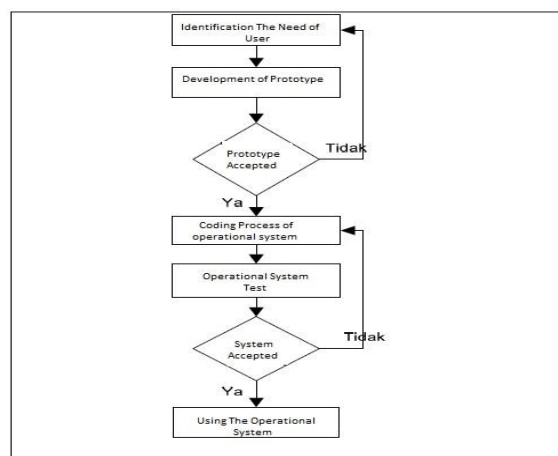 Identification The Need of
User
Development of Prototype
Prototype
Accepted
Tidak
Ya
Coding Process of
operational system
Operational System
Test
System
Accepted
Tidak
Ya
Using The Operational
System